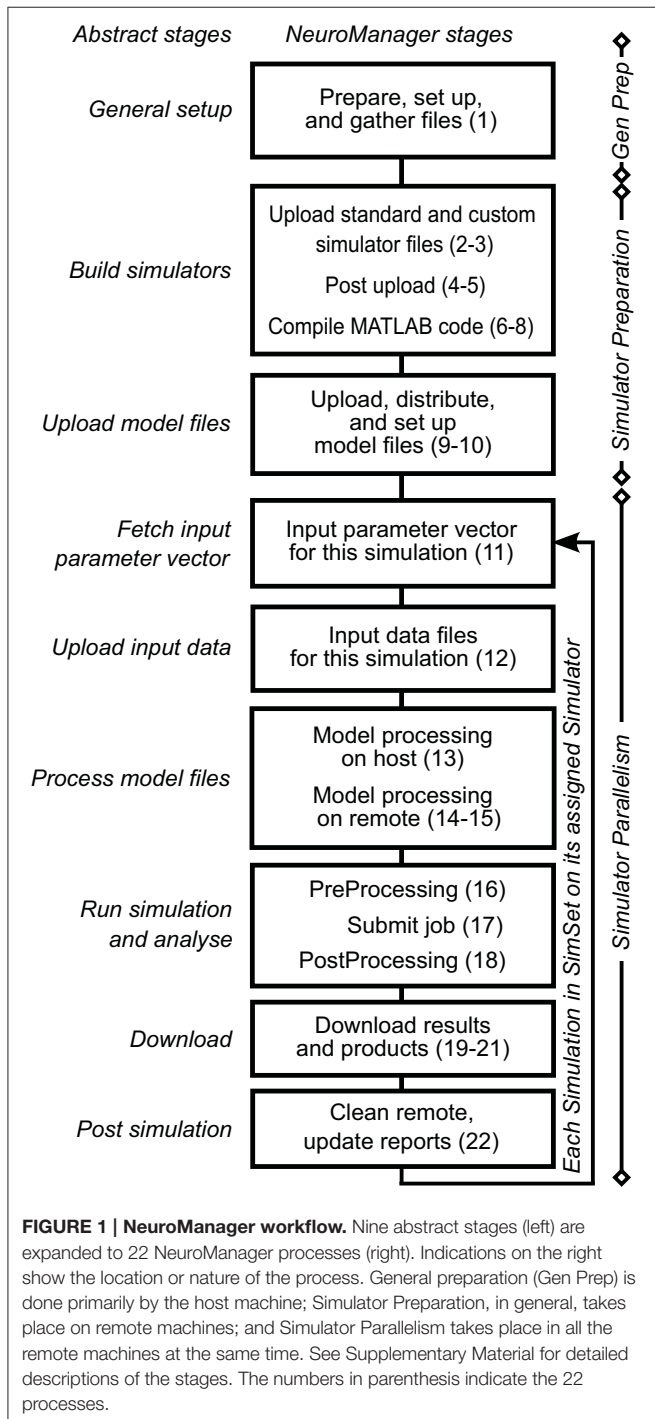 Abstract stages
NeuroManager stages
General setup
Prepare, set up,
and gather files (1)
Build simulators
Upload standard and custom
simulator files (2-3)
Post upload (4-5)
Compile MATLAB code (6-8)
Upload model files
Upload, distribute,
and set up
model files (9-10)
Fetch input
parameter vector
Input parameter vector
for this simulation (11)
Upload input data
Input data files
for this simulation (12)
Process model files
Model processing
on host (13)
Model processing
on remote (14-15)
Run simulation
and analyse
PreProcessing (16)
Submit job (17)
PostProcessing (18)
Download
Download results
and products (19-21)
Post simulation
Clean remote,
update reports (22)
Each Simulation in SimSet on its assigned Simulator
Gen Prep
Simulator Preparation
Simulator Parallelism
FIGURE 1 | NeuroManager workflow. Nine abstract stages (left) are
expanded to 22 NeuroManager processes (right). Indications on the right
show the location or nature of the process. General preparation (Gen Prep) is
done primarily by the host machine; Simulator Preparation, in general, takes
place on remote machines; and Simulator Parallelism takes place in all the
remote machines at the same time. See Supplementary Material for detailed
descriptions of the stages. The numbers in parenthesis indicate the 22
processes.